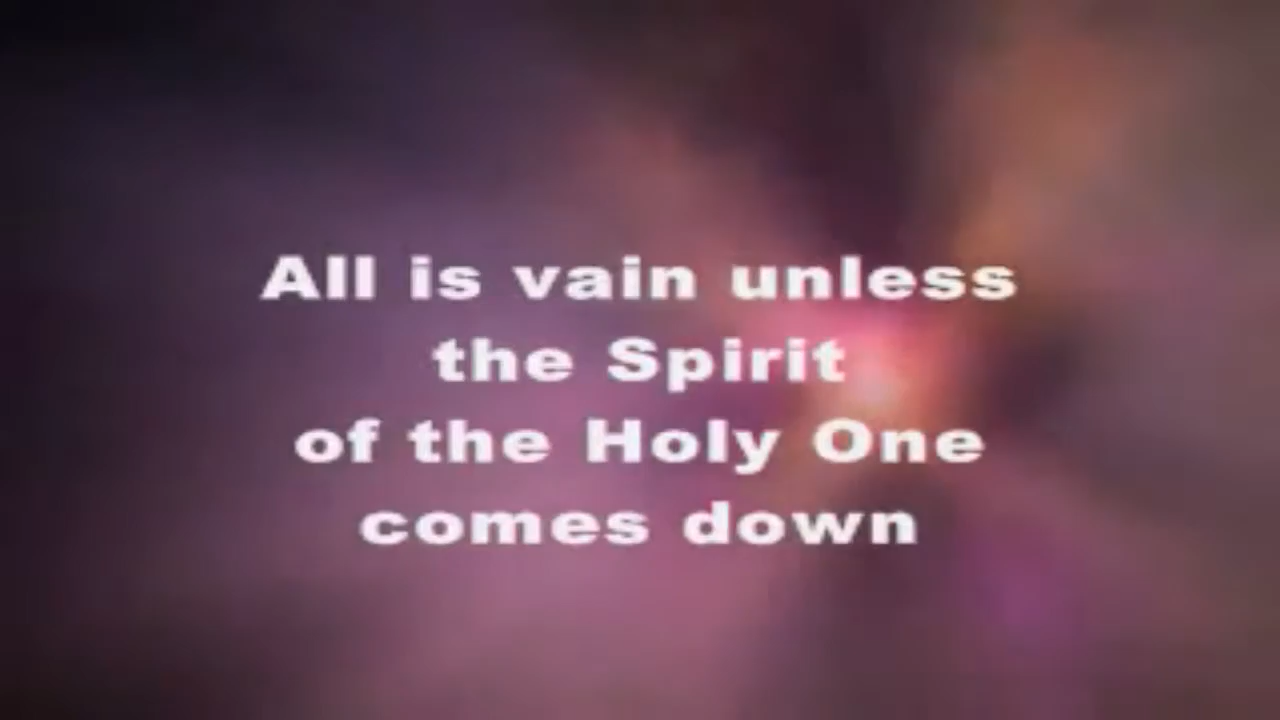 All is vain unless
the Spirit
of the Holy One
comes down